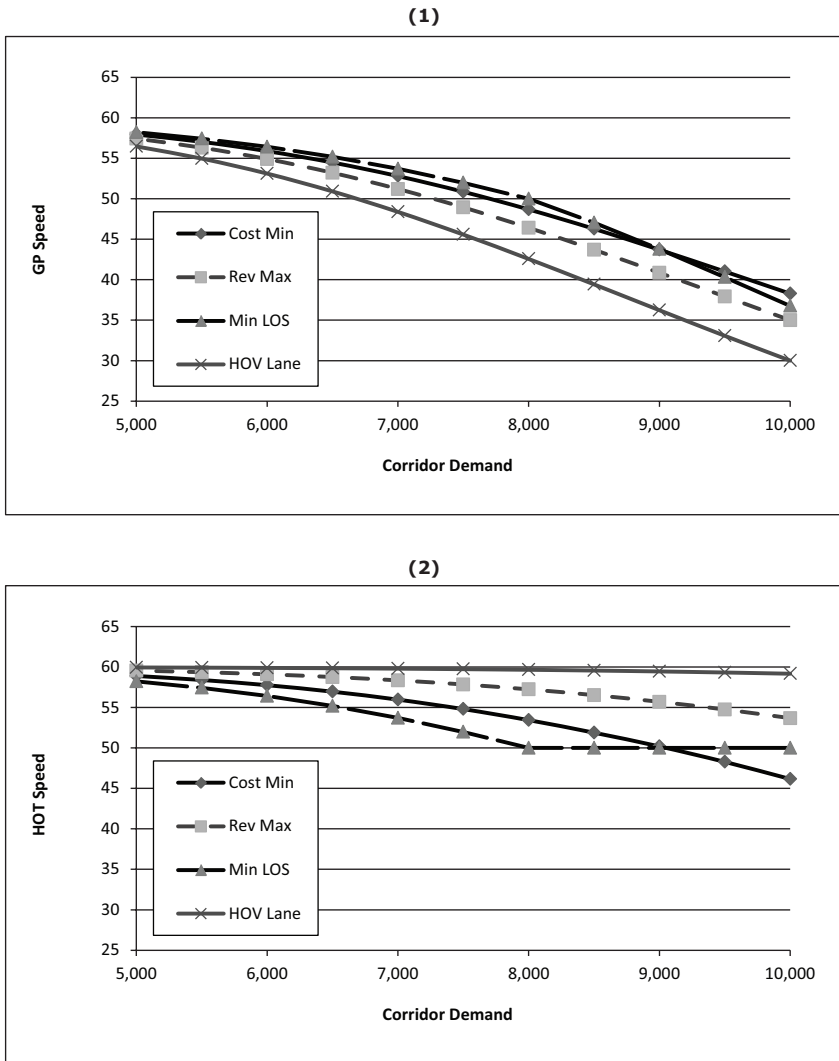 (1)
65
60
55
50
45
40
35
30
25
GP Speed
Cost Min
Rev Max
Min LOS
HOV Lane
5,000
6,000
7,000
8,000
9,000
10,000
Corridor Demand
(2)
65
60
55
50
45
40
35
30
25
HOT Speed
Cost Min
Rev Max
Min LOS
HOV Lane
5,000
6,000
7,000
8,000
9,000
10,000
Corridor Demand